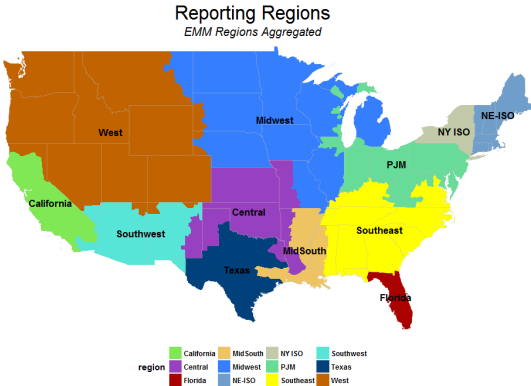 Reporting Regions
EMM Regions Aggregated
West
Midwest
NY ISO
NE-ISO
PJM
California
Southwest
Central
Southeast
MidSouth
Texas
Florida
region
California MidSouth NY ISO Southwest
Central Midwest PJM Texas
Florida NE-ISO Southeast West